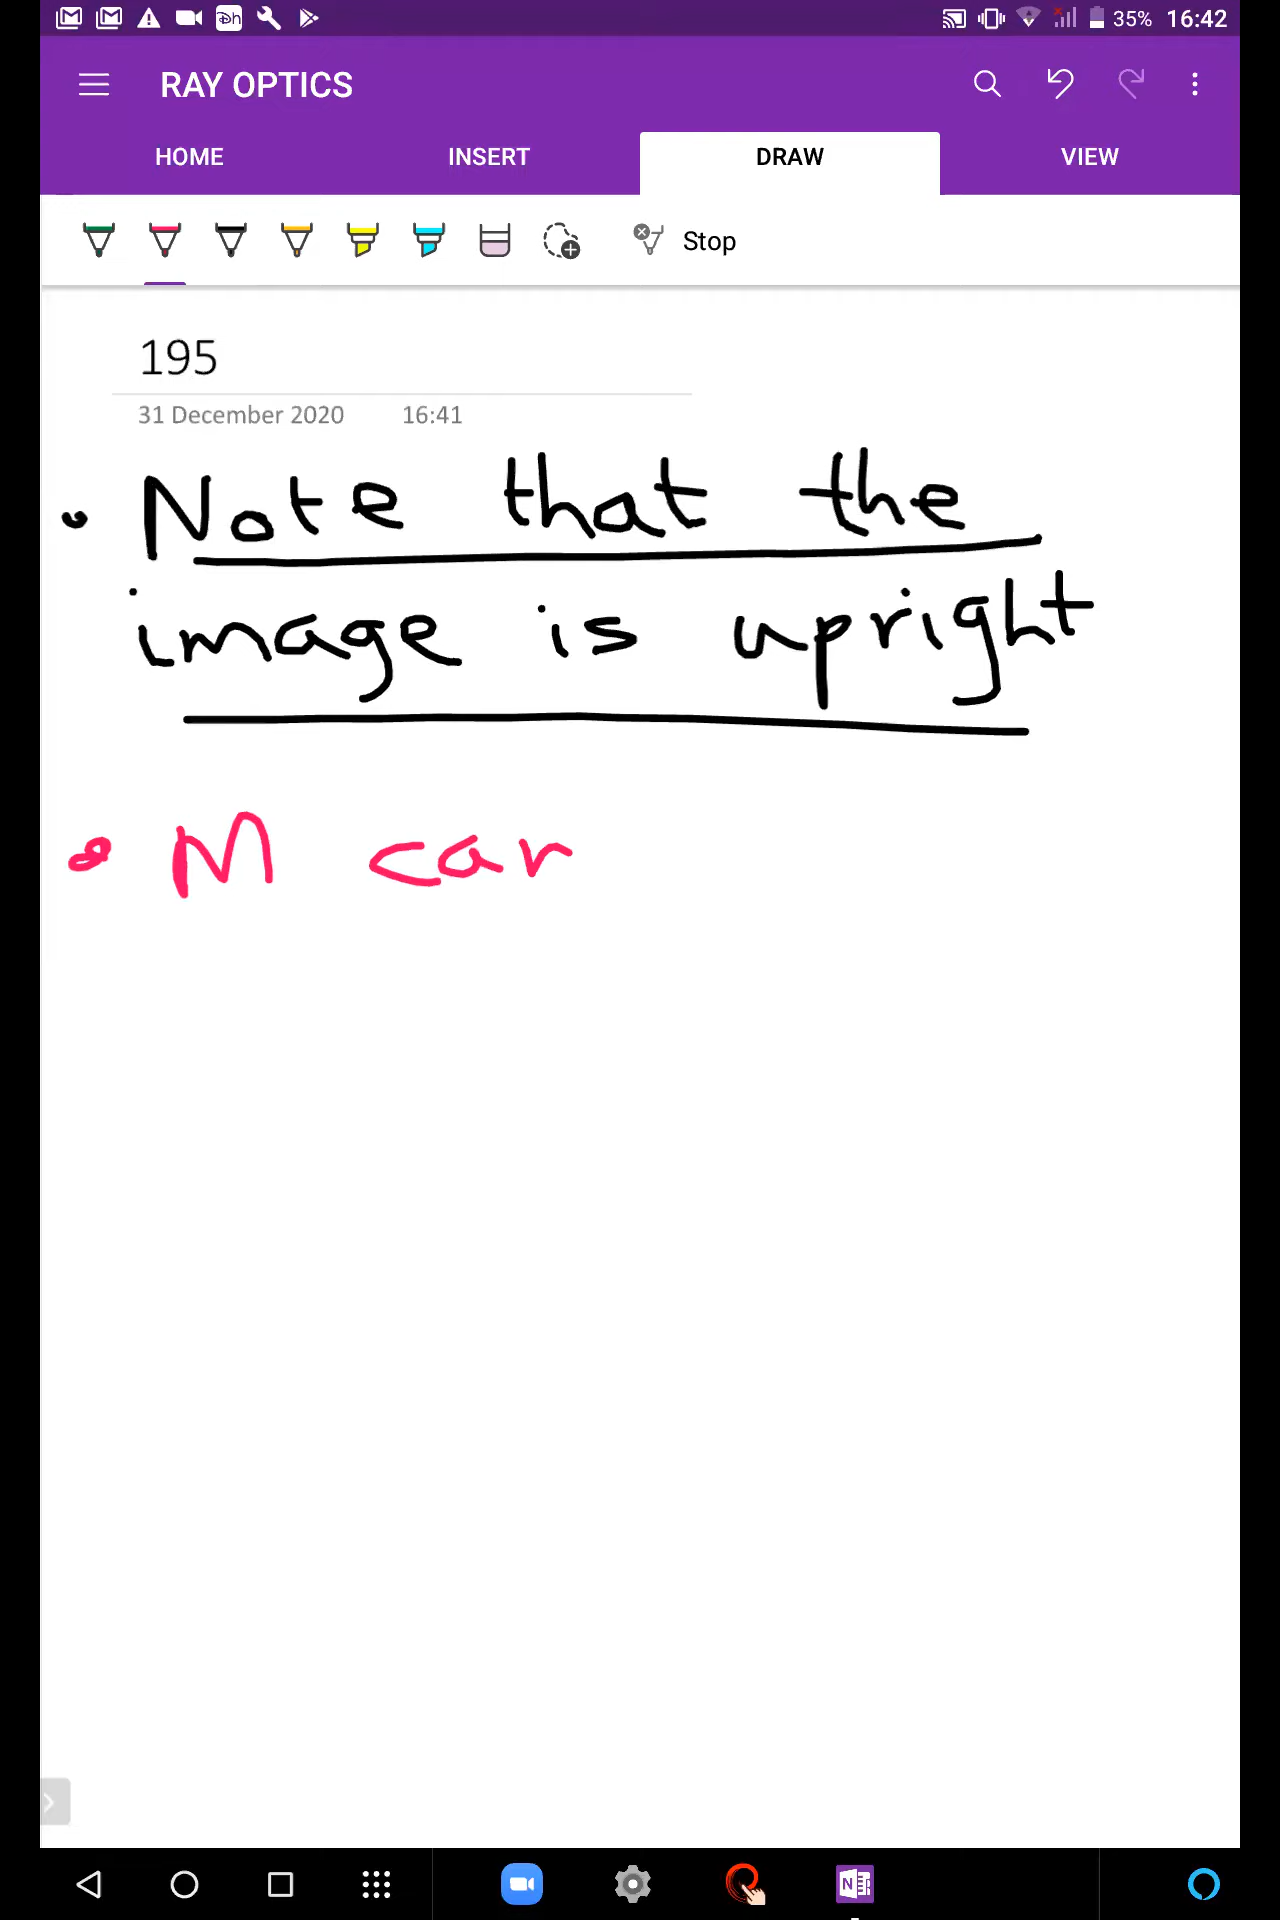 35% 16:42
RAY OPTICS
HOME INSERT DRAW VIEW
Stop
195
31 December 2020 16:41
• Note that the
image is upright
• M can